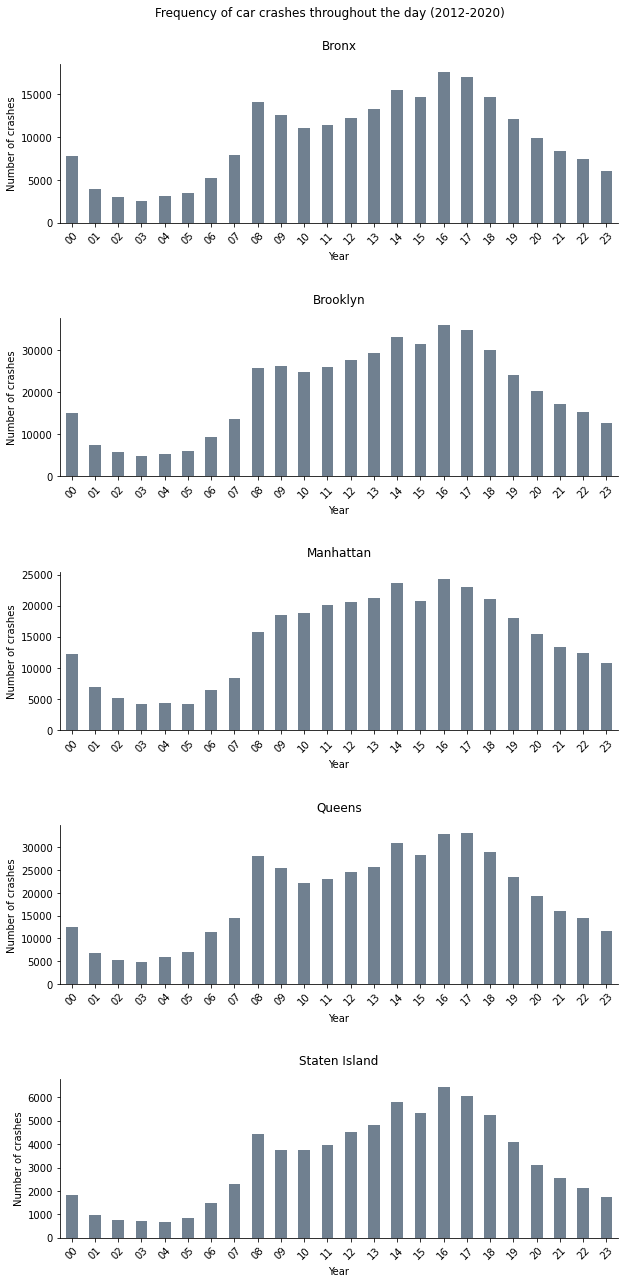 Frequency of car crashes throughout the day (2012-2020)
Bronx
Number of crashes
15000
10000
5000
0
00 01 02 03 04 05 06 07 08 09 10 11 12 13 14 15 16 17 18 19 20 21 22 23
Year
Brooklyn
Number of crashes
30000
20000
10000
0
00 01 02 03 04 05 06 07 08 09 10 11 12 13 14 15 16 17 18 19 20 21 22 23
Year
Manhattan
Number of crashes
25000
20000
15000
10000
5000
0
00 01 02 03 04 05 06 07 08 09 10 11 12 13 14 15 16 17 18 19 20 21 22 23
Year
Queens
Number of crashes
30000
25000
20000
15000
10000
5000
0
00 01 02 03 04 05 06 07 08 09 10 11 12 13 14 15 16 17 18 19 20 21 22 23
Year
Staten Island
Number of crashes
6000
5000
4000
3000
2000
1000
0
00 01 02 03 04 05 06 07 08 09 10 11 12 13 14 15 16 17 18 19 20 21 22 23
Year